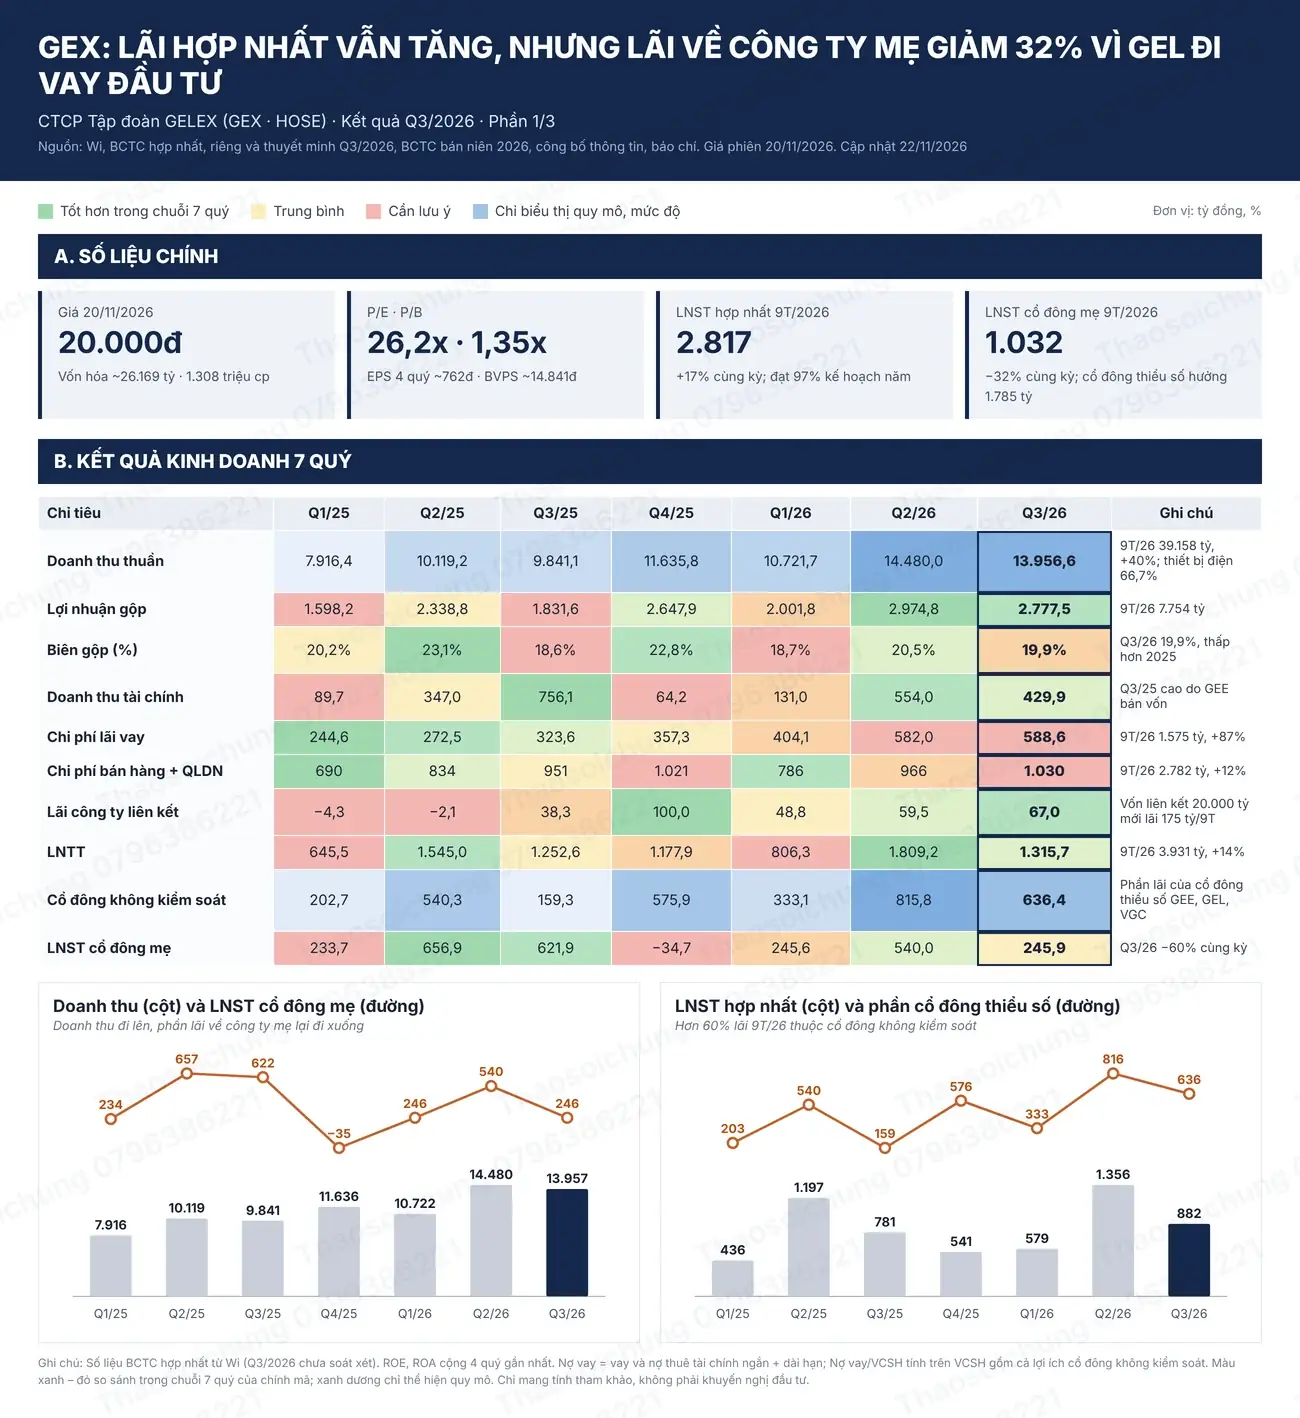 GEX: LÃI HỢP NHẤT VẪN TĂNG, NHƯNG LÃI VỀ CÔNG TY MẸ GIẢM 32% VÌ GEL ĐI
VAY ĐẦU TƯ
CTCP Tập đoàn GELEX (GEX · HOSE) · Kết quả Q3/2026 · Phần 1/3
Nguồn: Wi, BCTC hợp nhất, riêng và thuyết minh Q3/2026, BCTC bán niên 2026, công bố thông tin, báo chí. Giá phiên 20/11/2026. Cập nhật 22/11/2026
Tốt hơn trong chuỗi 7 quý Trung bình Cần lưu ý Chỉ biểu thị quy mô, mức độ Đơn vị: tỷ đồng, %
A. SỐ LIỆU CHÍNH
Giá 20/11/2026
20.000đ
Vốn hóa ~26.169 tỷ · 1.308 triệu cp
P/E · P/B
26,2x · 1,35x
EPS 4 quý ~762đ · BVPS ~14.841đ
LNST hợp nhất 9T/2026
2.817
+17% cùng kỳ; đạt 97% kế hoạch năm
LNST cổ đông mẹ 9T/2026
1.032
−32% cùng kỳ; cổ đông thiểu số hưởng
1.785 tỷ
B. KẾT QUẢ KINH DOANH 7 QUÝ
Chỉ tiêu Q1/25 Q2/25 Q3/25 Q4/25 Q1/26 Q2/26 Q3/26 Ghi chú
Doanh thu thuần 7.916,4 10.119,2 9.841,1 11.635,8 10.721,7 14.480,0 13.956,6 9T/26 39.158 tỷ,
+40%; thiết bị điện
66,7%
Lợi nhuận gộp 1.598,2 2.338,8 1.831,6 2.647,9 2.001,8 2.974,8 2.777,5 9T/26 7.754 tỷ
Biên gộp (%) 20,2% 23,1% 18,6% 22,8% 18,7% 20,5% 19,9% Q3/26 19,9%, thấp
hơn 2025
Doanh thu tài chính 89,7 347,0 756,1 64,2 131,0 554,0 429,9 Q3/25 cao do GEE
bán vốn
Chi phí lãi vay 244,6 272,5 323,6 357,3 404,1 582,0 588,6 9T/26 1.575 tỷ, +87%
Chi phí bán hàng + QLDN 690 834 951 1.021 786 966 1.030 9T/26 2.782 tỷ, +12%
Lãi công ty liên kết −4,3 −2,1 38,3 100,0 48,8 59,5 67,0 Vốn liên kết 20.000 tỷ
mới lãi 175 tỷ/9T
LNTT 645,5 1.545,0 1.252,6 1.177,9 806,3 1.809,2 1.315,7 9T/26 3.931 tỷ, +14%
Cổ đông không kiểm soát 202,7 540,3 159,3 575,9 333,1 815,8 636,4 Phần lãi của cổ đông
thiểu số GEE, GEL,
VGC
LNST cổ đông mẹ 233,7 656,9 621,9 −34,7 245,6 540,0 245,9 Q3/26 −60% cùng kỳ
Doanh thu (cột) và LNST cổ đông mẹ (đường)
Doanh thu đi lên, phần lãi về công ty mẹ lại đi xuống
234 657 622 −35 246 540 246
7.916 10.119 9.841 11.636 10.722 14.480 13.957
Q1/25 Q2/25 Q3/25 Q4/25 Q1/26 Q2/26 Q3/26
LNST hợp nhất (cột) và phần cổ đông thiểu số (đường)
Hơn 60% lãi 9T/26 thuộc cổ đông không kiểm soát
203 540 159 576 333 816 636
436 1.197 781 541 579 1.356 882
Q1/25 Q2/25 Q3/25 Q4/25 Q1/26 Q2/26 Q3/26
Ghi chú: Số liệu BCTC hợp nhất từ Wi (Q3/2026 chưa soát xét). ROE, ROA cộng 4 quý gần nhất. Nợ vay = vay và nợ thuê tài chính ngắn + dài hạn; Nợ vay/VCSH tính trên VCSH gồm cả lợi ích cổ đông không kiểm soát. Màu
xanh – đỏ so sánh trong chuỗi 7 quý của chính mã; xanh dương chỉ thể hiện quy mô. Chỉ mang tính tham khảo, không phải khuyến nghị đầu tư.
Thaosoichung 0796386221